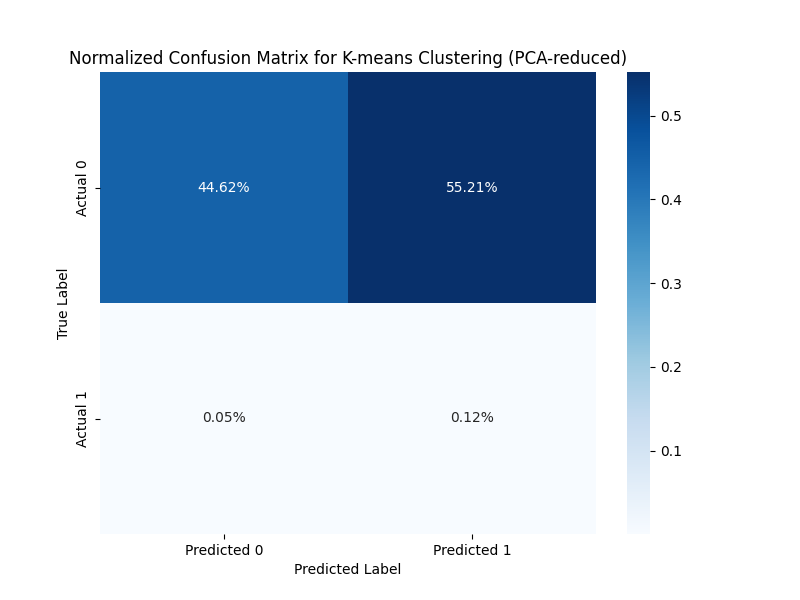 Normalized Confusion Matrix for K-means Clustering (PCA-reduced)
True Label
Actual 0
44.62%
55.21%
Actual 1
0.05%
0.12%
Predicted 0
Predicted 1
Predicted Label
0.5
0.4
0.3
0.2
0.1